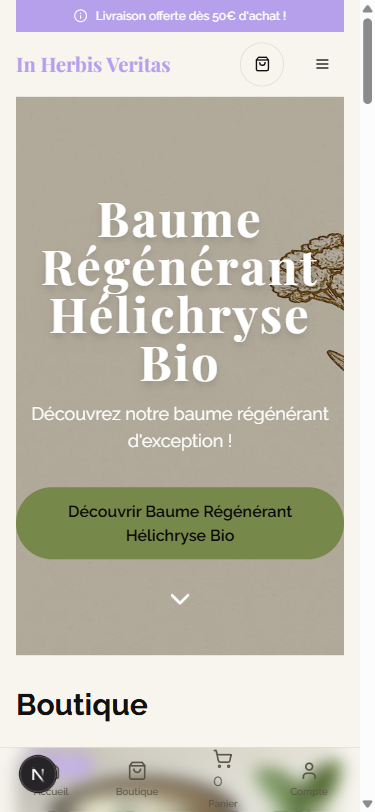 Livraison offerte dès 50€ d'achat !
In Herbis Veritas
Baume
Régénérant
Hélichryse
Bio
Découvrez notre baume régénérant
d'exception !
Découvrir Baume Régénérant
Hélichryse Bio
Boutique
N
Accueil
Boutique
0
Panier
Compte